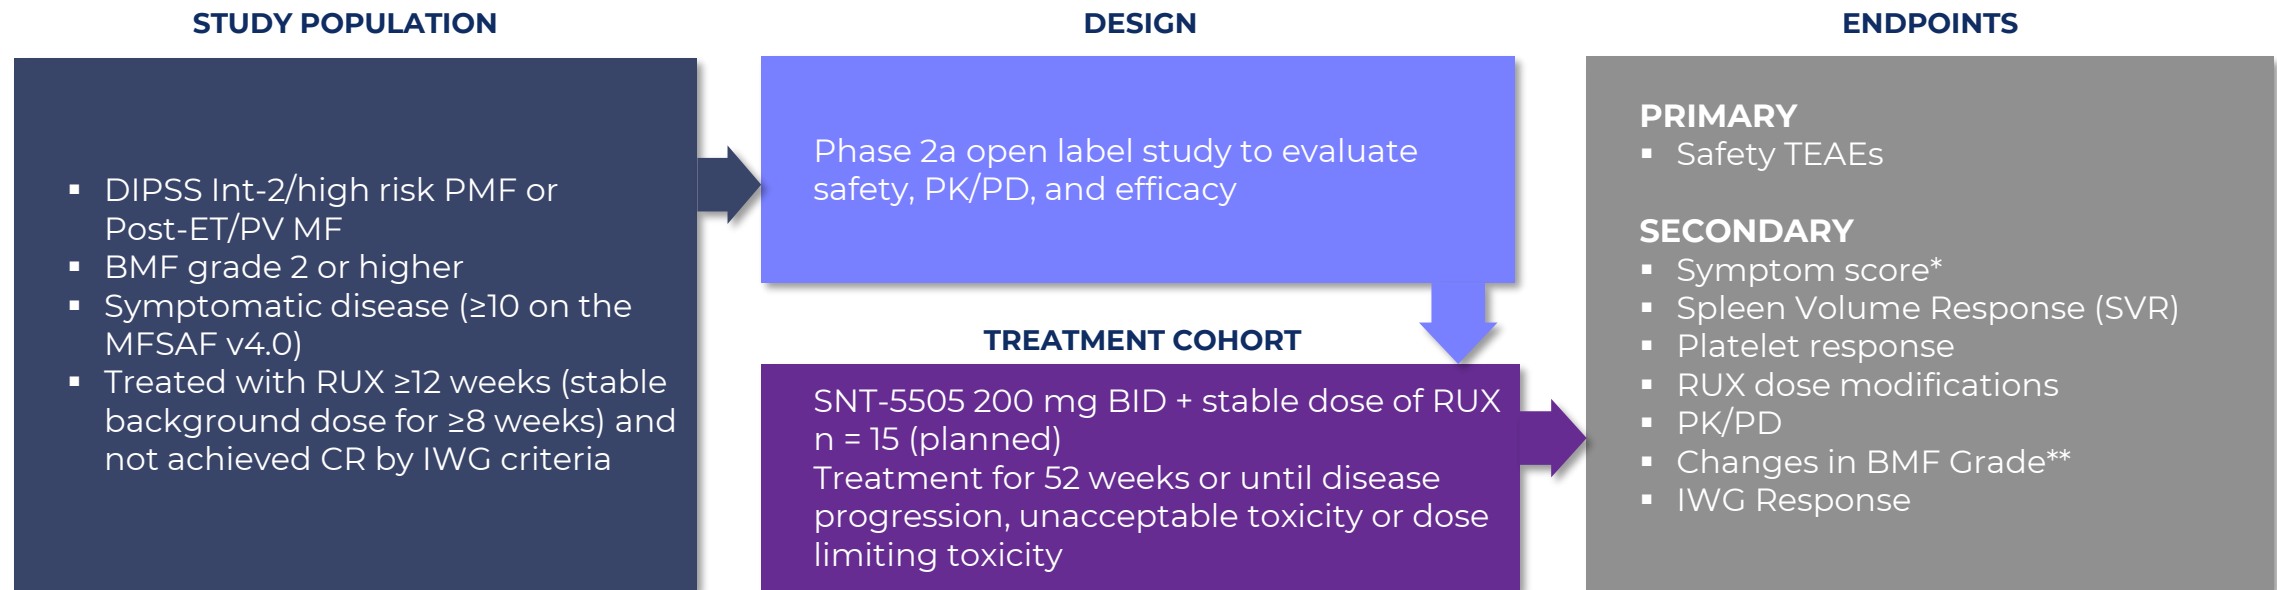 STUDY POPULATION
▪ DIPSS Int-2/high risk PMF or
Post-ET/PV MF
▪ BMF grade 2 or higher
▪ Symptomatic disease (≥10 on the
MFSAF v4.0)
▪ Treated with RUX ≥12 weeks (stable
background dose for ≥8 weeks) and
not achieved CR by IWG criteria
DESIGN
Phase 2a open label study to evaluate
safety, PK/PD, and efficacy
TREATMENT COHORT
SNT-5505 200 mg BID + stable dose of RUX
n = 15 (planned)
Treatment for 52 weeks or until disease
progression, unacceptable toxicity or dose
limiting toxicity
ENDPOINTS
PRIMARY
▪ Safety TEAEs
SECONDARY
▪ Symptom score*
▪ Spleen Volume Response (SVR)
▪ Platelet response
▪ RUX dose modifications
▪ PK/PD
▪ Changes in BMF Grade**
▪ IWG Response